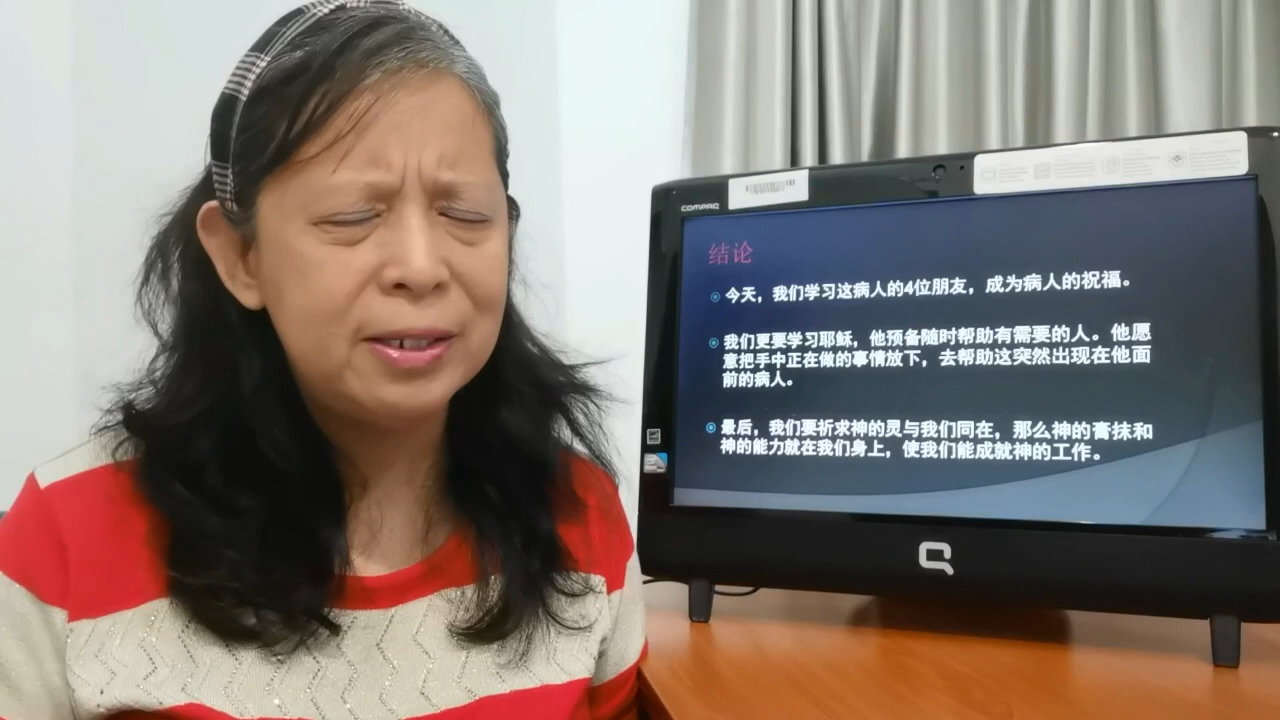 COMPAQ
结论
今天，我们学习这病人的4位朋友，成为病人的祝福。
我们更要学习耶稣，他预备随时帮助有需要的人。他愿
意把手中正在做的事情放下，去帮助这突然出现在他面
前的病人。
最后，我们要祈求神的灵与我们同在，那么神的膏抹和
神的能力就在我们身上，使我们能成就神的工作。